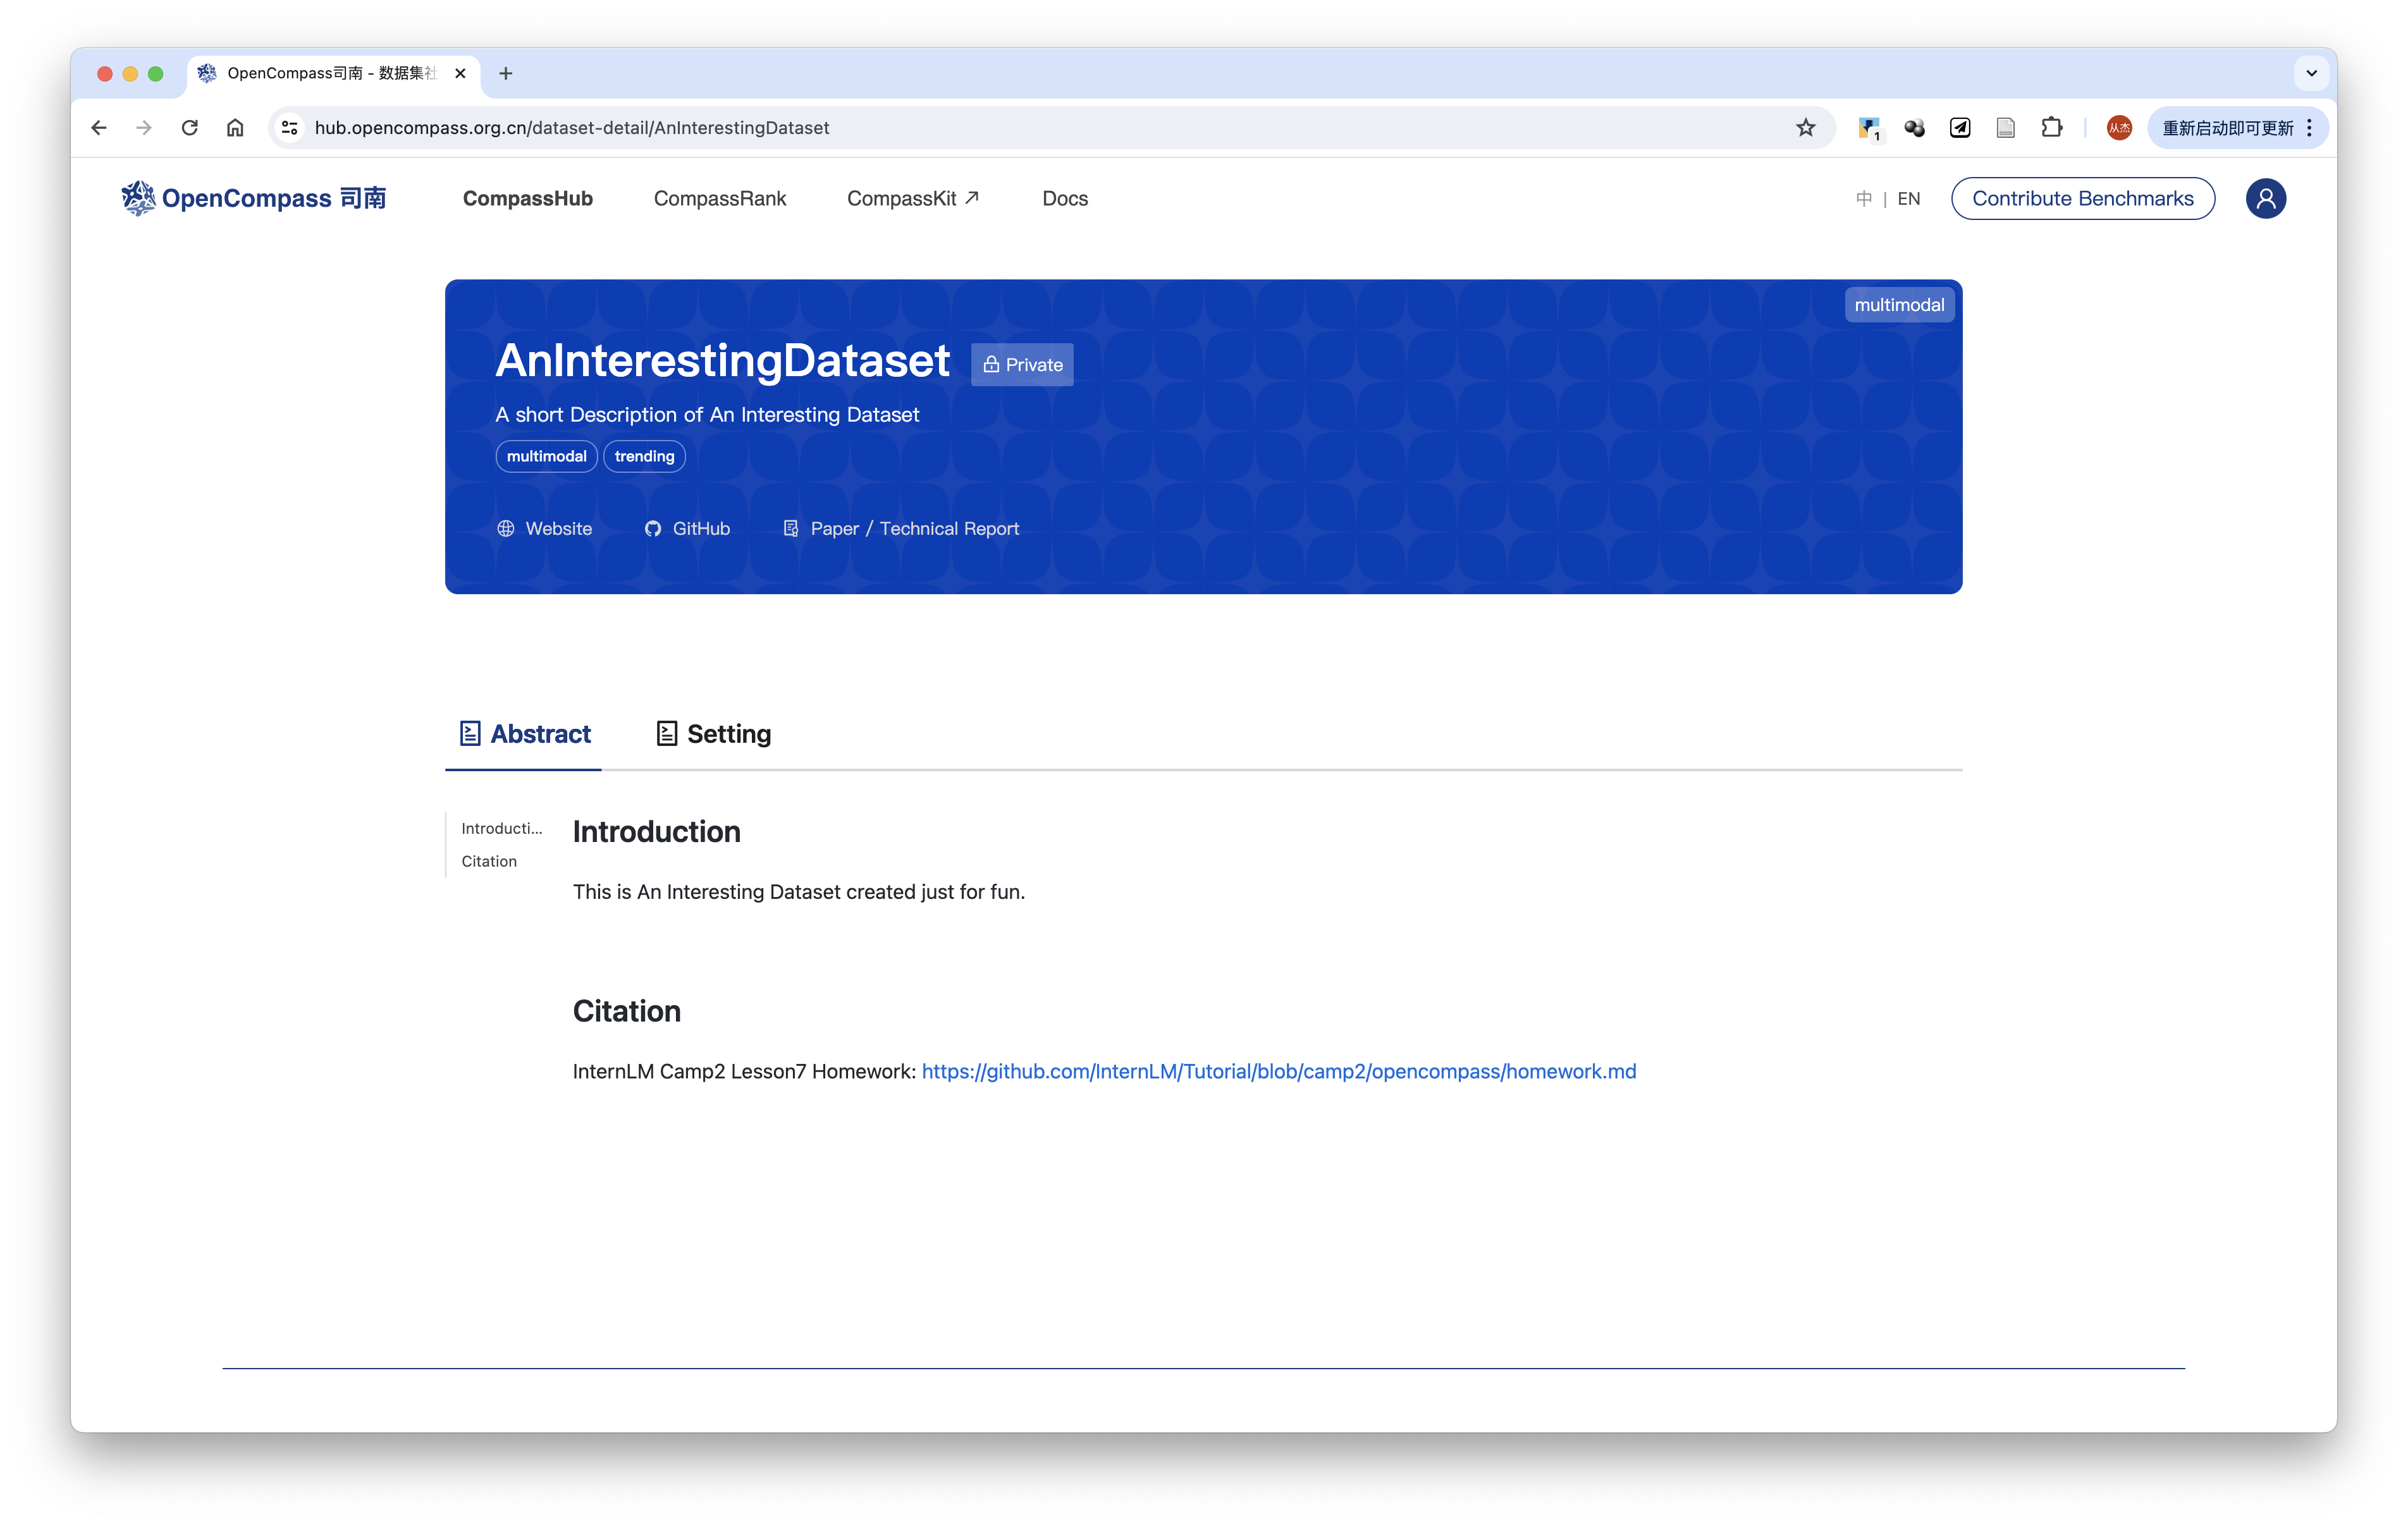 OpenCompass司南 - 数据集社
hub.opencompass.org.cn/dataset-detail/AnInterestingDataset
1
从杰
重新启动即可更新
OpenCompass 司南
CompassHub
CompassRank
CompassKit
Docs
中 | EN
Contribute Benchmarks
multimodal
AnInterestingDataset
Private
A short Description of An Interesting Dataset
multimodal
trending
Website
GitHub
Paper / Technical Report
Abstract
Setting
Introducti...
Citation
Introduction
This is An Interesting Dataset created just for fun.
Citation
InternLM Camp2 Lesson7 Homework: https://github.com/InternLM/Tutorial/blob/camp2/opencompass/homework.md